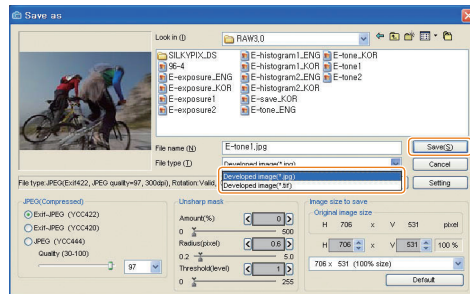 Save as
Look in (I)
RAW3,0
SILKYPIX_DS
96-4
E-exposure_ENG
E-exposure_KOR
E-exposure1
E-exposure2
E-histogram1_ENG
E-histogram1_KOR
E-histogram2_ENG
E-histogram2_KOR
E-save_KOR
E-tone_ENG
E-tone_KOR
E-tone1
E-tone2
File name (N)
E-tone1.jpg
Save(S)
File type (T)
Developed image(*.jpg)
Cancel
Developed image(*.jpg)
Developed image(*.tif)
Setting
File type:JPEG(Exif422, JPEG quality=97, 300dpi), Rotation:Valid,
JPEG(Compressed)
Exif-JPEG (YCC422)
Exif-JPEG (YCC420)
JPEG (YCC444)
Quality (30-100)
97
Unsharp mask
Amount(%)
0
0
500
Radius(pixel)
0.6
0.2
5.0
Threshold(level)
1
0
255
Image size to save
Original image size
H 706 x V 531 pixel
H 706 x V 531 100 %
706 x 531 (100% size)
Default